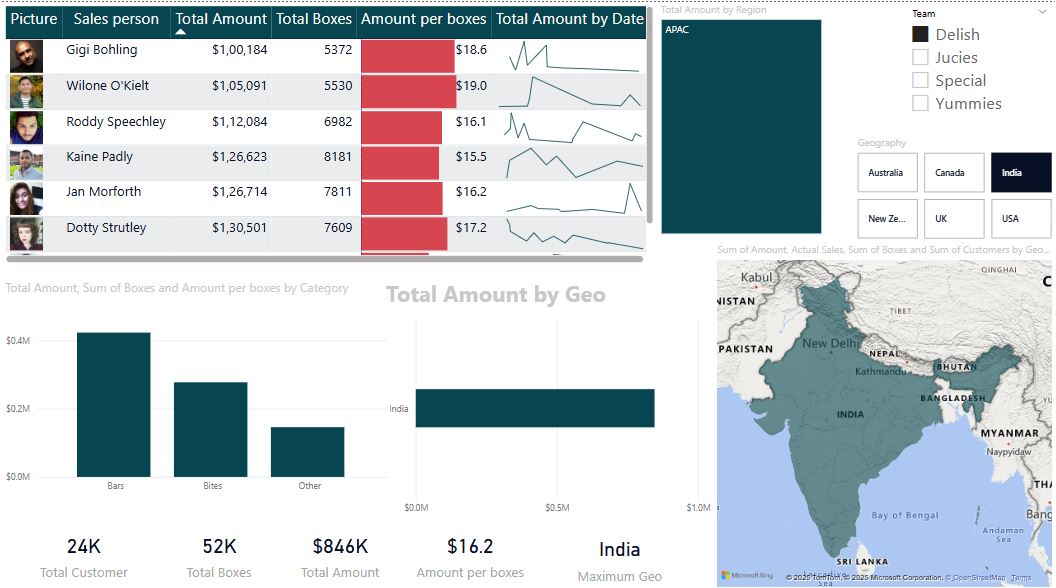 Picture Sales person Total Amount Total Boxes Amount per boxes Total Amount by Date
Gigi Bohling $1,00,184 5372 $18.6
Wilone O'Kielt $1,05,091 5530 $19.0
Roddy Speechley $1,12,084 6982 $16.1
Kaine Padly $1,26,623 8181 $15.5
Jan Morforth $1,26,714 7811 $16.2
Dotty Strutley $1,30,501 7609 $17.2
Total Amount by Region
APAC
Team
Delish
Jucies
Special
Yummies
Geography
Australia Canada India
New Ze... UK USA
Total Amount, Sum of Boxes and Amount per boxes by Category
$0.4M
$0.2M
$0.0M
Bars Bites Other
Total Amount by Geo
India
$0.0M $0.5M $1.0M
Sum of Amount, Actual Sales, Sum of Boxes and Sum of Customers by Geo...
Kabul
QINGHAI
C
NISTAN
TIBET
PAKISTAN
New Delhi
NEPAL
Kathmandu
BHUTAN
BANGLADESH
YU
INDIA
MYANMAR
Naypyidaw
THA
Bang
Bay of Bengal
Andaman
Sea
SRI LANKA
Laccadive
Microsoft Bing
© 2025 TomTom, © 2025 Microsoft Corporation, © OpenStreetMap Terms
24K 52K $846K $16.2 India
Total Customer Total Boxes Total Amount Amount per boxes Maximum Geo